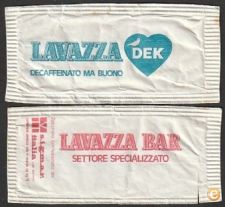 LAVAZZA
DEK
DECAFFEINATO MA BUONO
LAVAZZA BAR
SETTORE SPECIALIZZATO